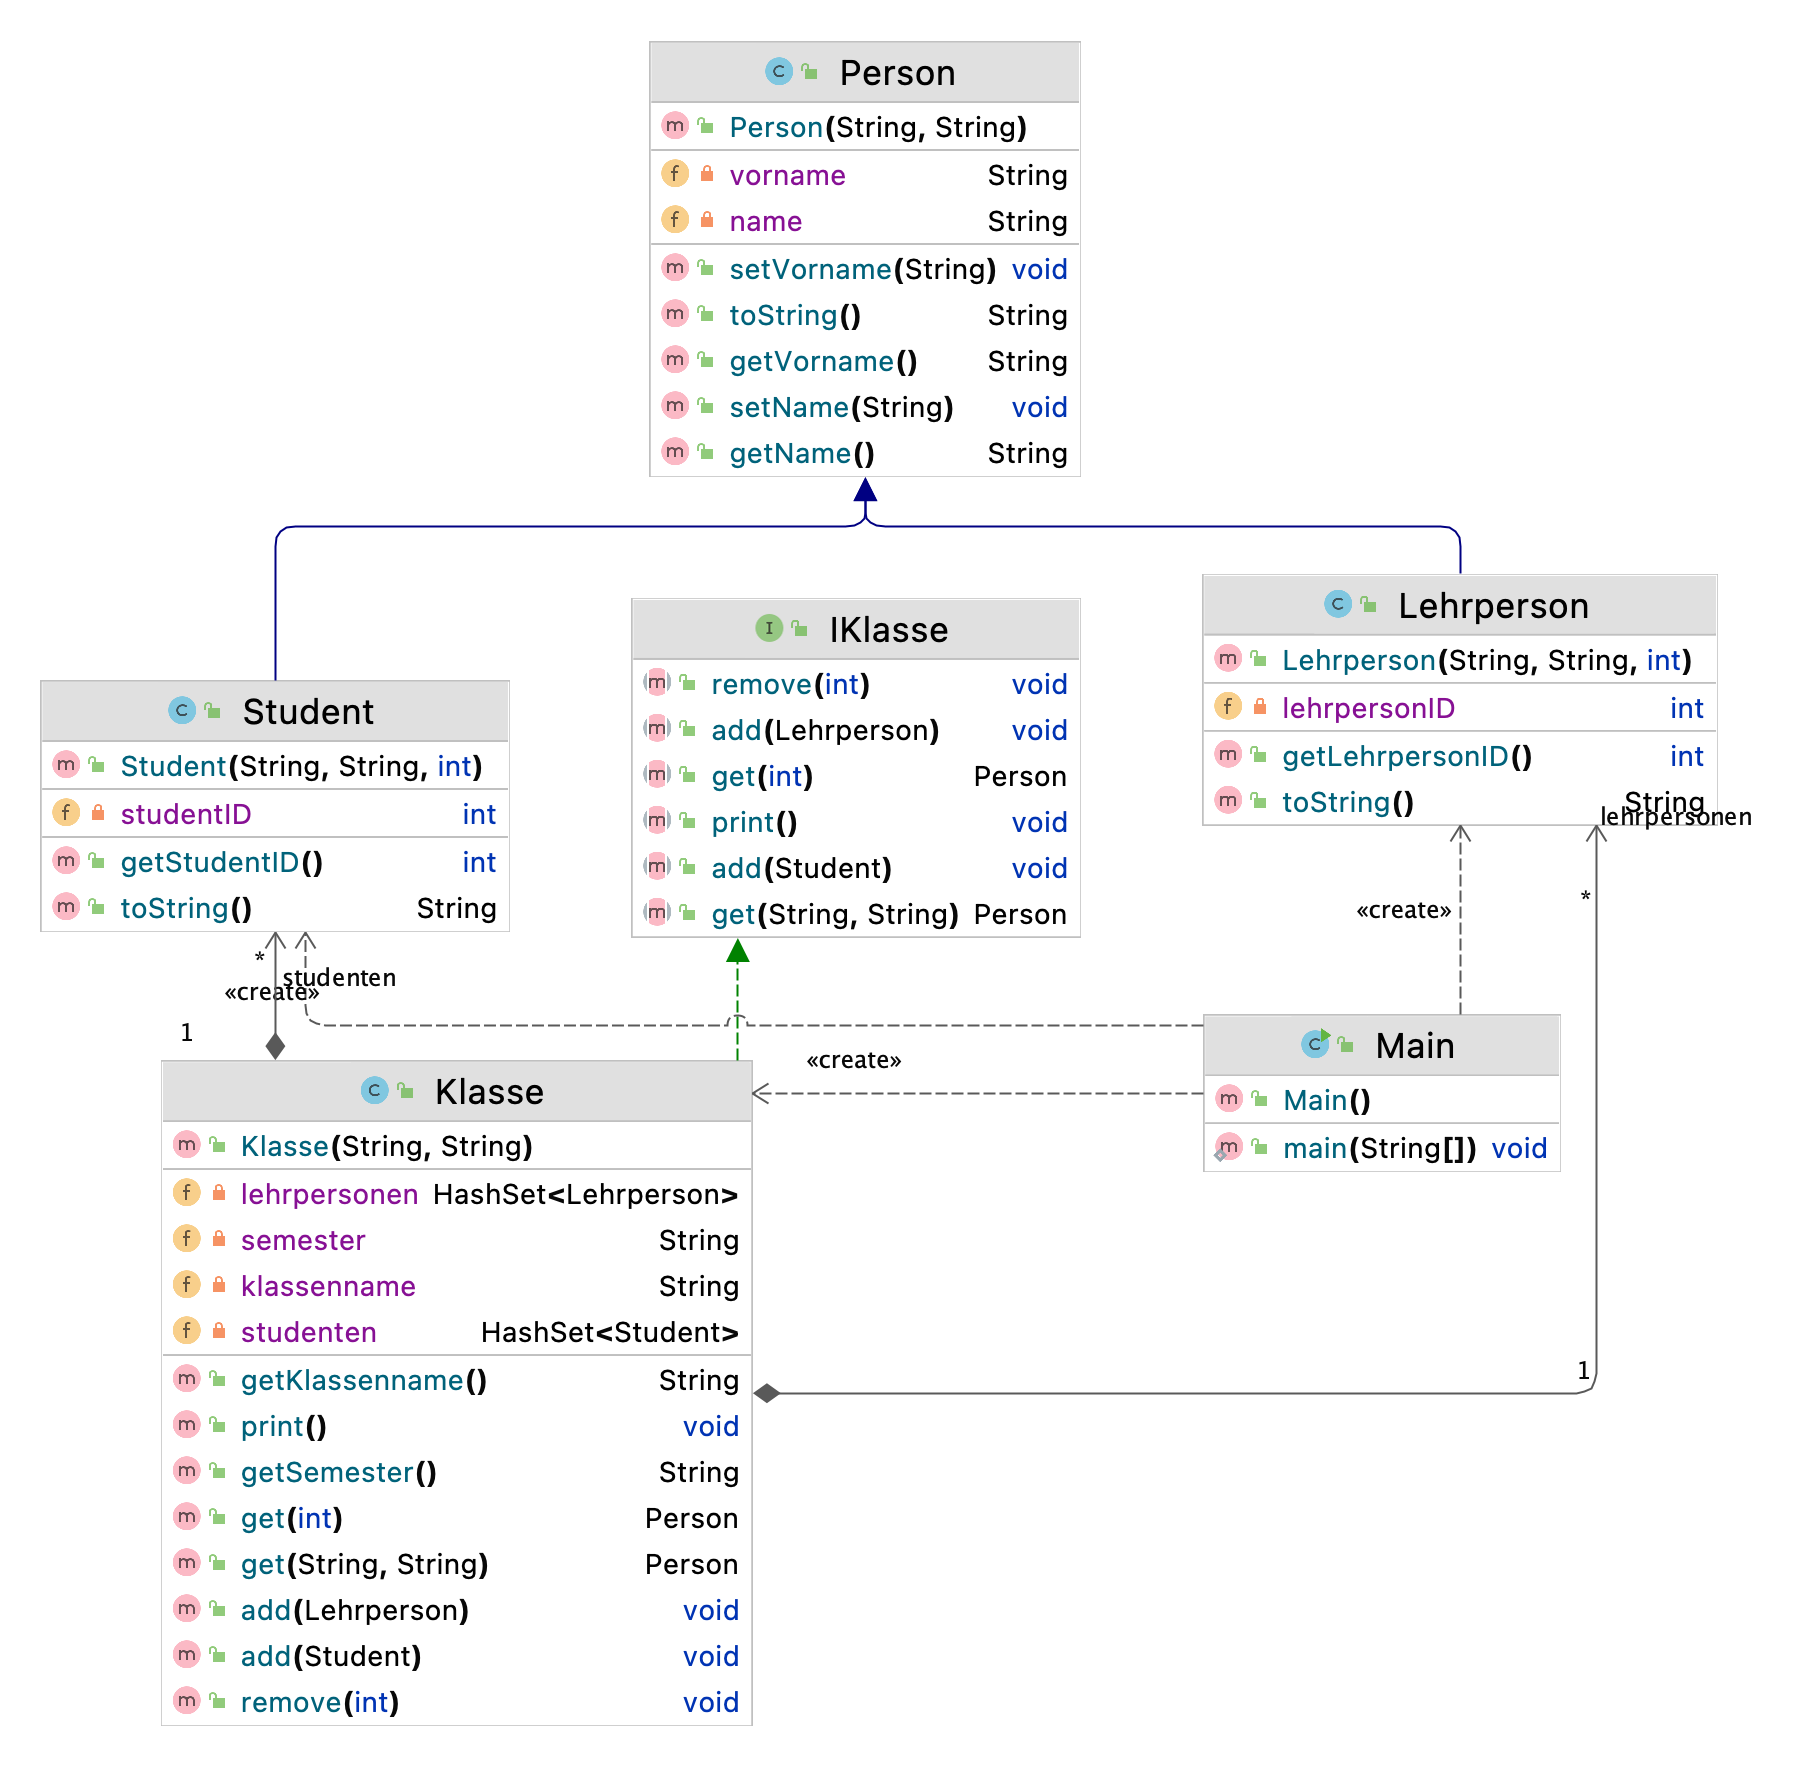 Person
Person(String, String)
vorname String
name String
setVorname(String) void
toString() String
getVorname() String
setName(String) void
getName() String
Student
Student(String, String, int)
studentID int
getStudentID() int
toString() String
IKlasse
remove(int) void
add(Lehrperson) void
get(int) Person
print() void
add(Student) void
get(String, String) Person
Lehrperson
Lehrperson(String, String, int)
lehrpersonID int
getLehrpersonID() int
toString() String
lehrpersonen
*
«create»
*
studenten
«create»
1
«create»
Main
Main()
main(String[]) void
Klasse
Klasse(String, String)
lehrpersonen HashSet<Lehrperson>
semester String
klassenname String
studenten HashSet<Student>
getKlassenname() String
print() void
getSemester() String
get(int) Person
get(String, String) Person
add(Lehrperson) void
add(Student) void
remove(int) void
1